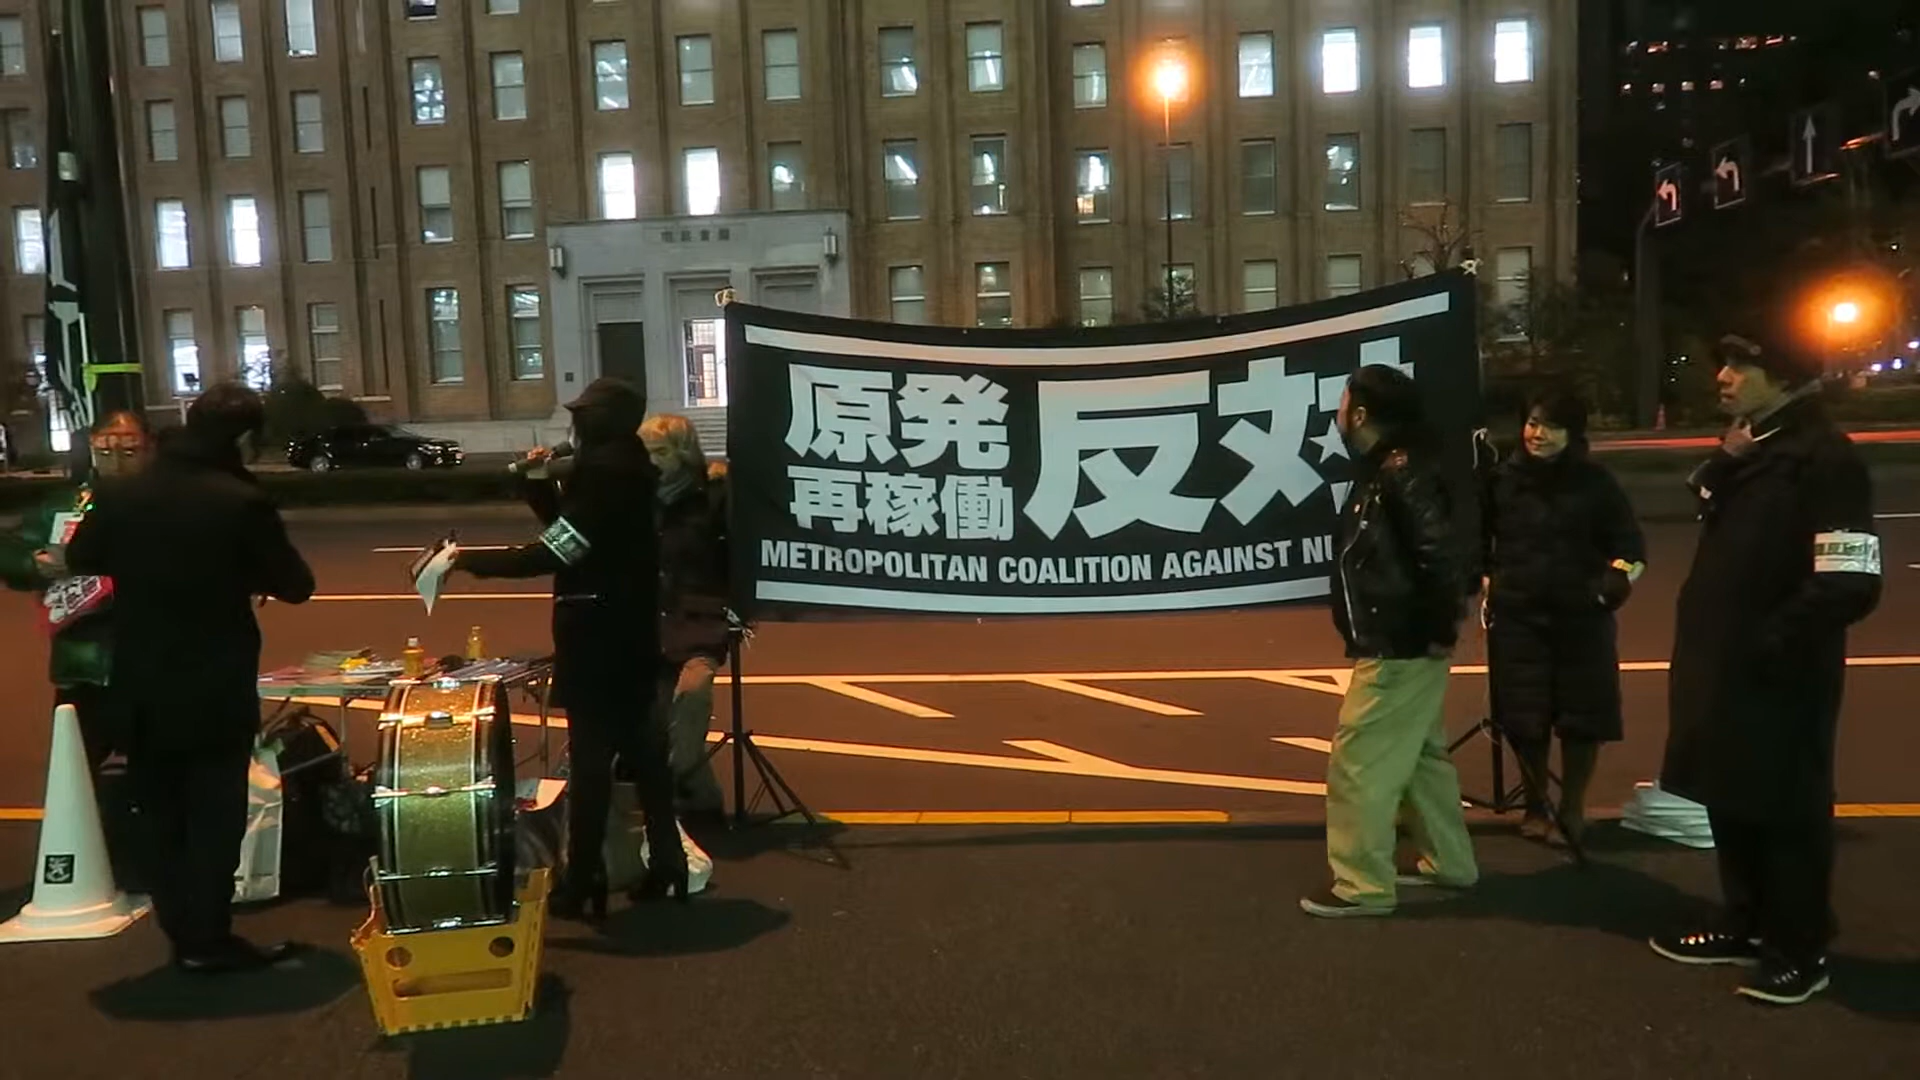 原発
再稼働
反対
METROPOLITAN COALITION AGAINST NU